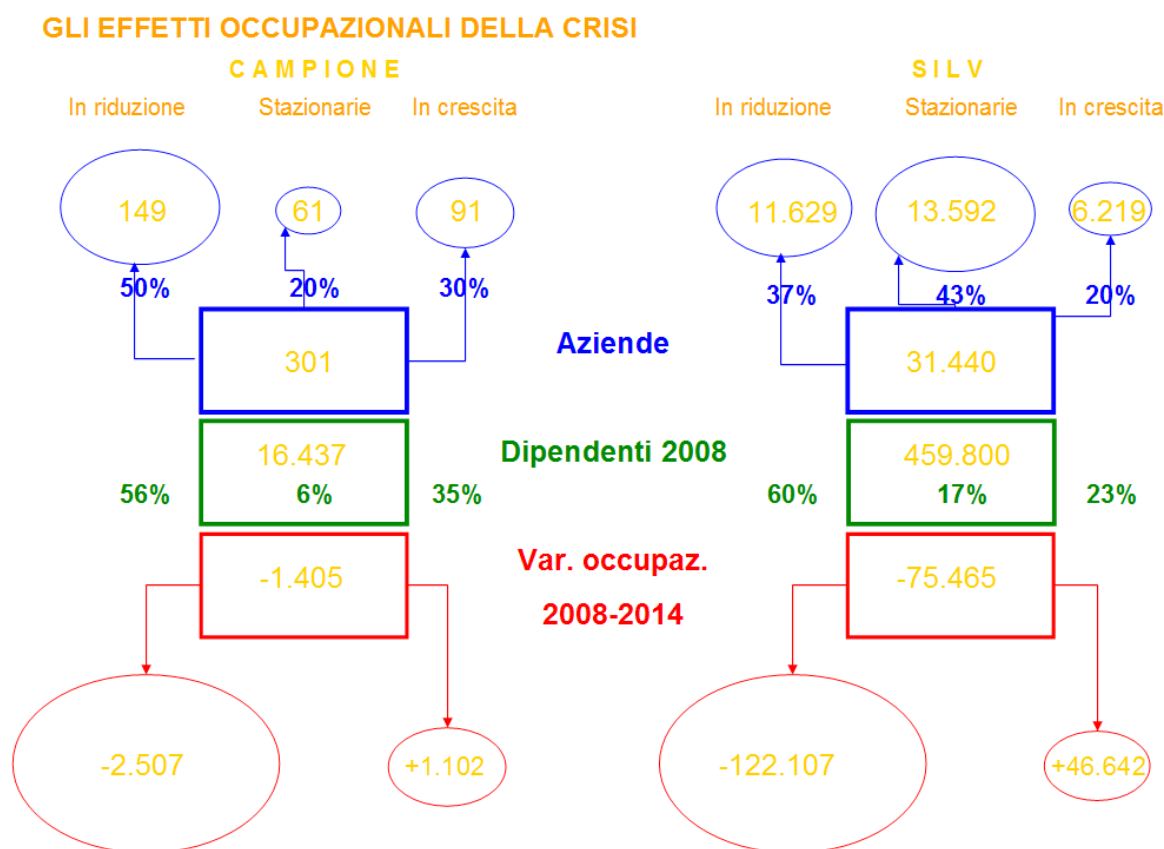 GLI EFFETTI OCCUPAZIONALI DELLA CRISI
CAMPIONE SILV
In riduzione Stazionarie In crescita In riduzione Stazionarie In crescita
149 61 91 11.629 13.592 6.219
50% 20% 30% 37% 43% 20%
301 Aziende 31.440
16.437 Dipendenti 2008 459.800
56% 6% 35% 60% 17% 23%
-1.405 Var. occupaz. -75.465
2008-2014
-2.507 +1.102 -122.107 +46.642